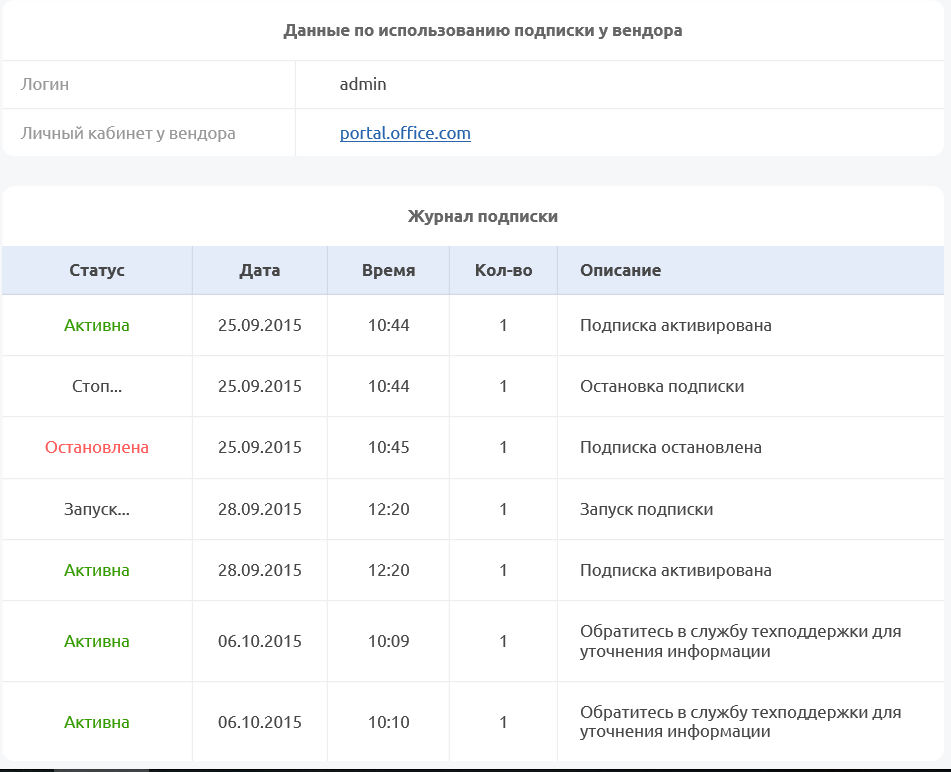 Данные по использованию подписки у вендора
Логин admin
Личный кабинет у вендора portal.office.com
Журнал подписки
Статус Дата Время Кол-во Описание
Активна 25.09.2015 10:44 1 Подписка активирована
Стоп... 25.09.2015 10:44 1 Остановка подписки
Остановлена 25.09.2015 10:45 1 Подписка остановлена
Запуск... 28.09.2015 12:20 1 Запуск подписки
Активна 28.09.2015 12:20 1 Подписка активирована
Активна 06.10.2015 10:09 1 Обратитесь в службу техподдержки для
уточнения информации
Активна 06.10.2015 10:10 1 Обратитесь в службу техподдержки для
уточнения информации